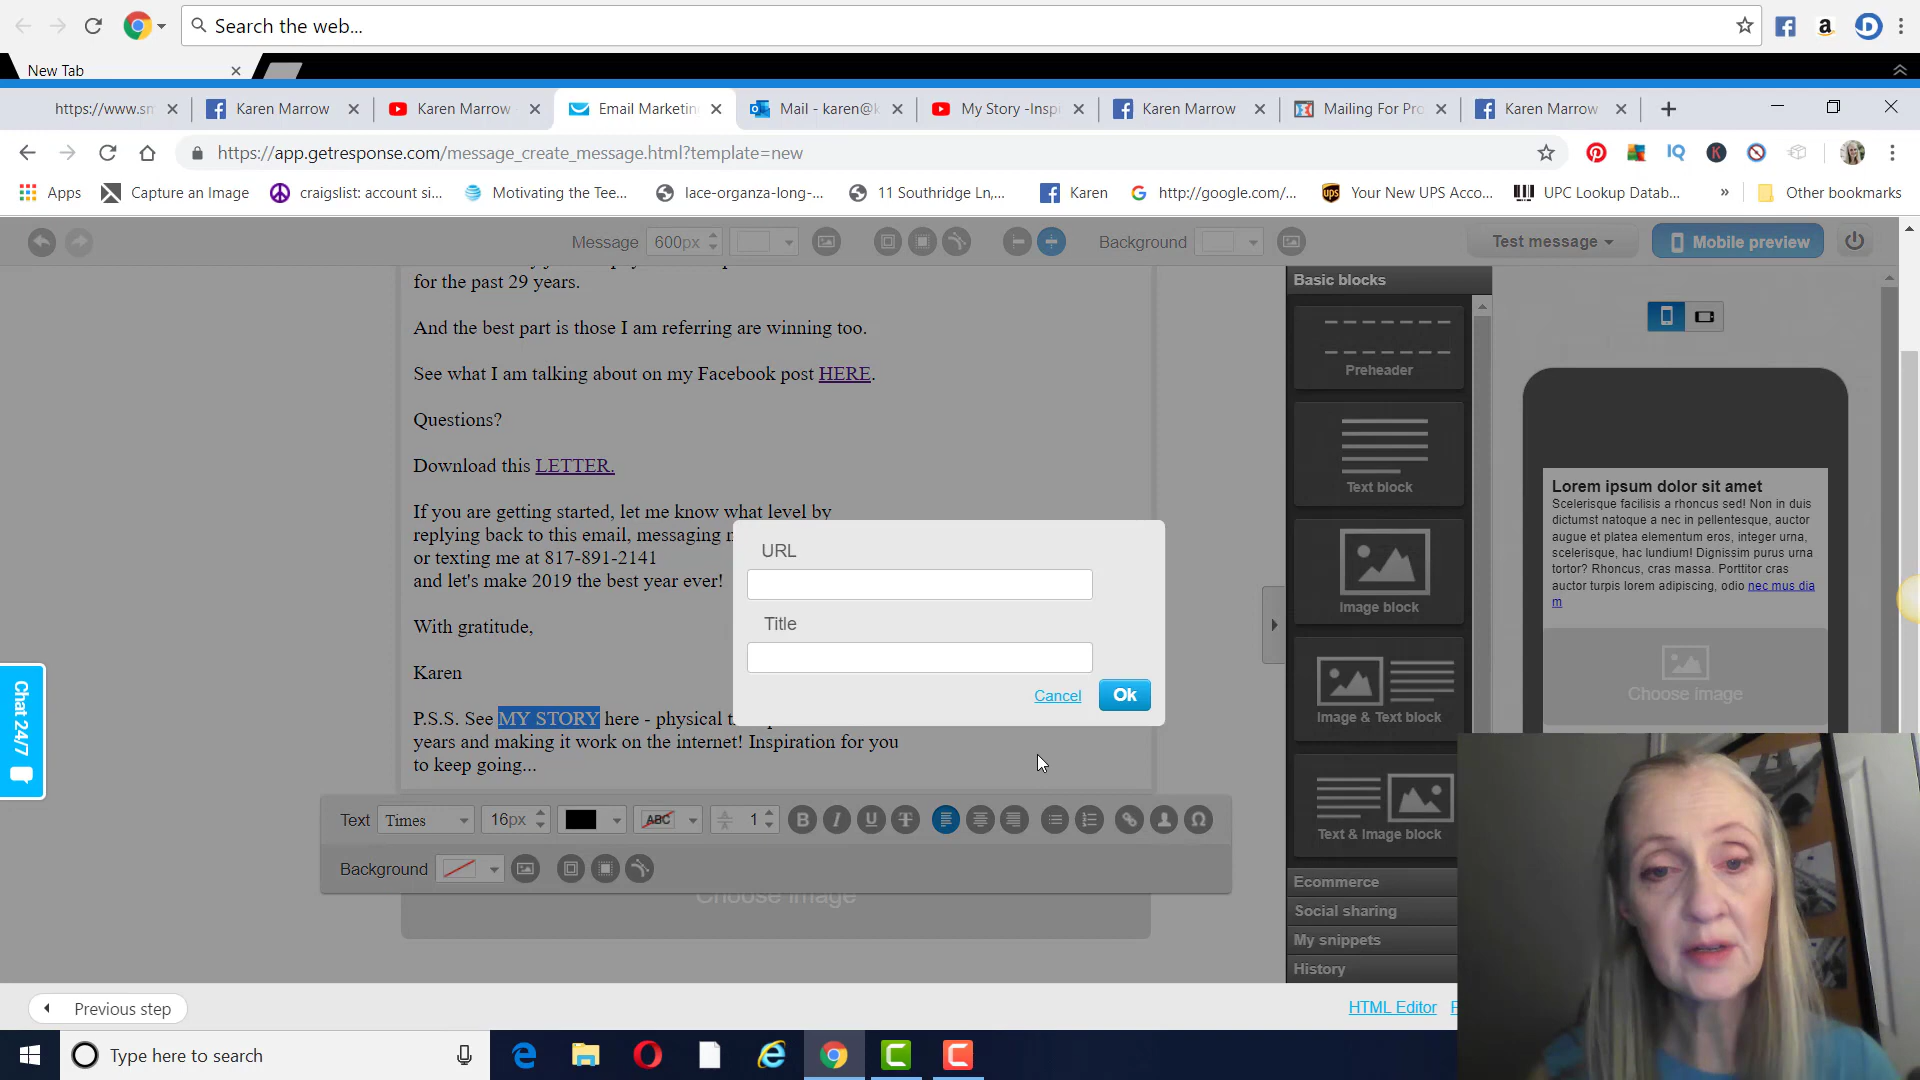 Search the web...
New Tab
https://www.sm
Karen Marrow
Karen Marrow
Email Marketin
Mail - karen@k
My Story -Inspi
Karen Marrow
Mailing For Pro
Karen Marrow
https://app.getresponse.com/message_create_message.html?template=new
Apps
Capture an Image
craigslist: account si...
Motivating the Tee...
lace-organza-long-...
11 Southridge Ln,...
Karen
http://google.com/...
Your New UPS Acco...
UPC Lookup Datab...
Other bookmarks
Message
600px
Background
Test message
Mobile preview
for the past 29 years.
And the best part is those I am referring are winning too.
See what I am talking about on my Facebook post HERE.
Questions?
Download this LETTER.
If you are getting started, let me know what level by
replying back to this email, messaging
or texting me at 817-891-2141
and let's make 2019 the best year ever!
With gratitude,
Karen
P.S.S. See MY STORY here - physical
years and making it work on the internet! Inspiration for you
to keep going...
URL
Title
Cancel
Ok
Basic blocks
Preheader
Text block
Image block
Image & Text block
Text & Image block
Ecommerce
Social sharing
My snippets
History
Lorem ipsum dolor sit amet
Scelerisque facilisis a rhoncus sed! Non in duis
dictumst natoque a nec in pellentesque, auctor
augue et platea elementum eros, integer urna,
scelerisque, hac lundium! Dignissim purus urna
tortor? Rhoncus, cras massa. Porttitor cras
auctor turpis lorem adipiscing, odio nec mus dia
m
Choose image
Chat 24/7
Text
Times
16px
ABC
1
B
I
U
T
Ω
Background
Choose image
Previous step
HTML Editor
Type here to search